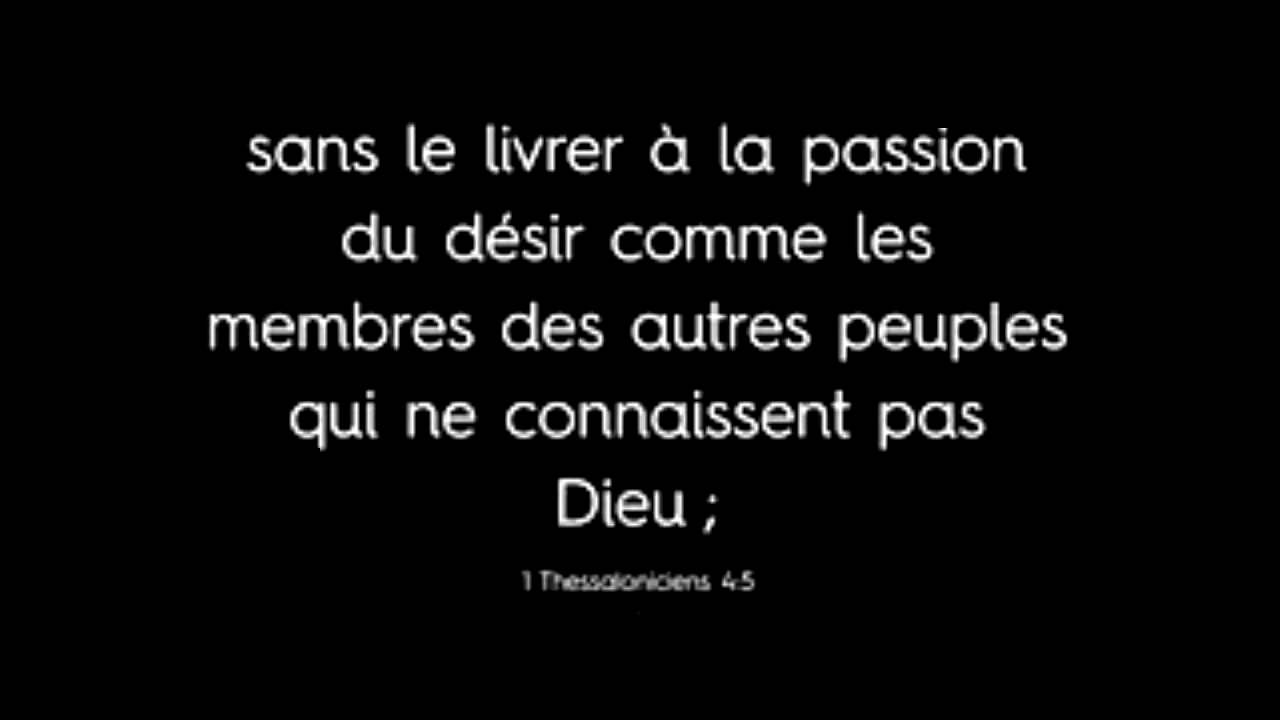 sans le livrer à la passion
du désir comme les
membres des autres peuples
qui ne connaissent pas
Dieu ;
1 Thessaloniciens 4:5